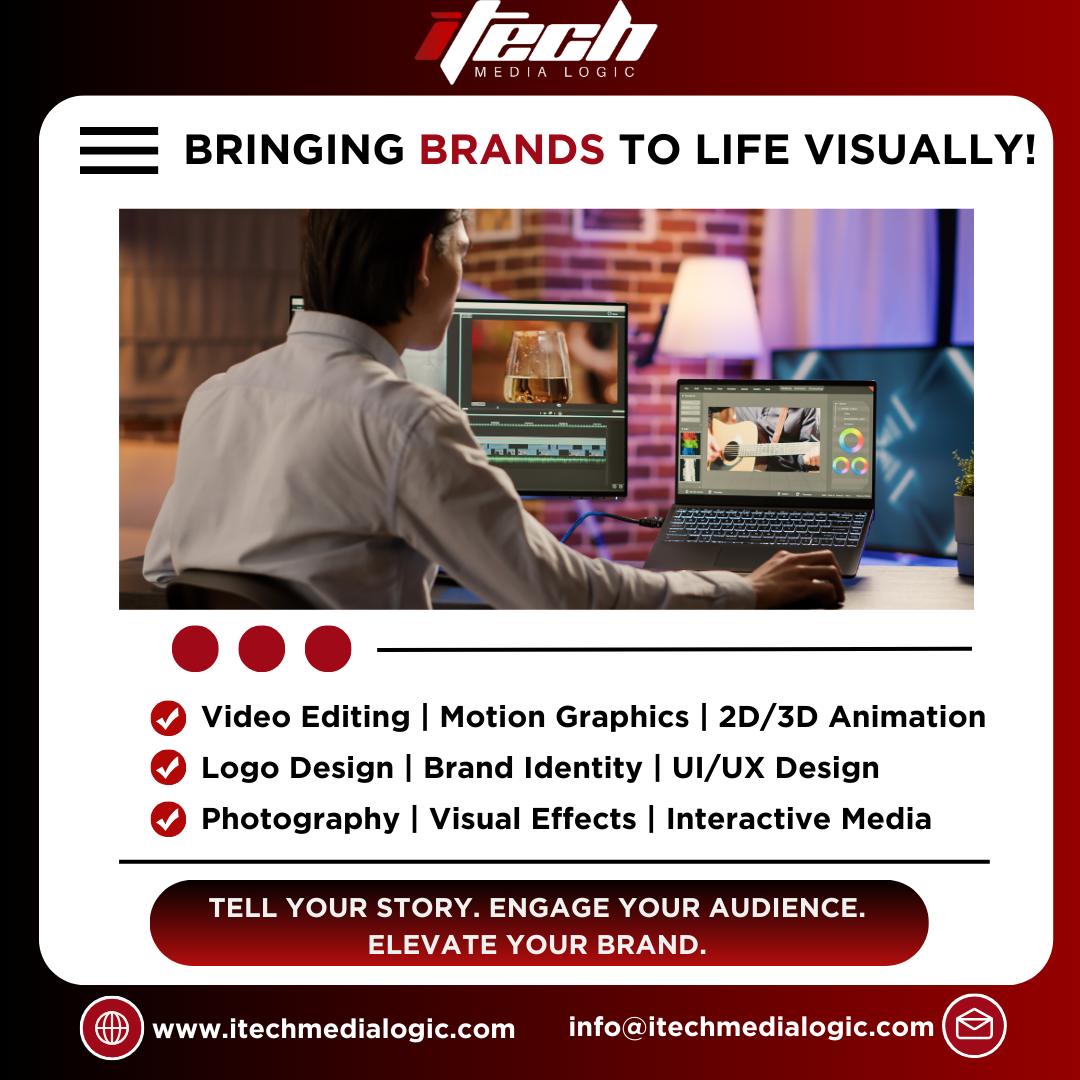 iTech
MEDIA LOGIC
BRINGING BRANDS TO LIFE VISUALLY!
Video Editing | Motion Graphics | 2D/3D Animation
Logo Design | Brand Identity | UI/UX Design
Photography | Visual Effects | Interactive Media
TELL YOUR STORY. ENGAGE YOUR AUDIENCE.
ELEVATE YOUR BRAND.
www.itechmedialogic.com
info@itechmedialogic.com